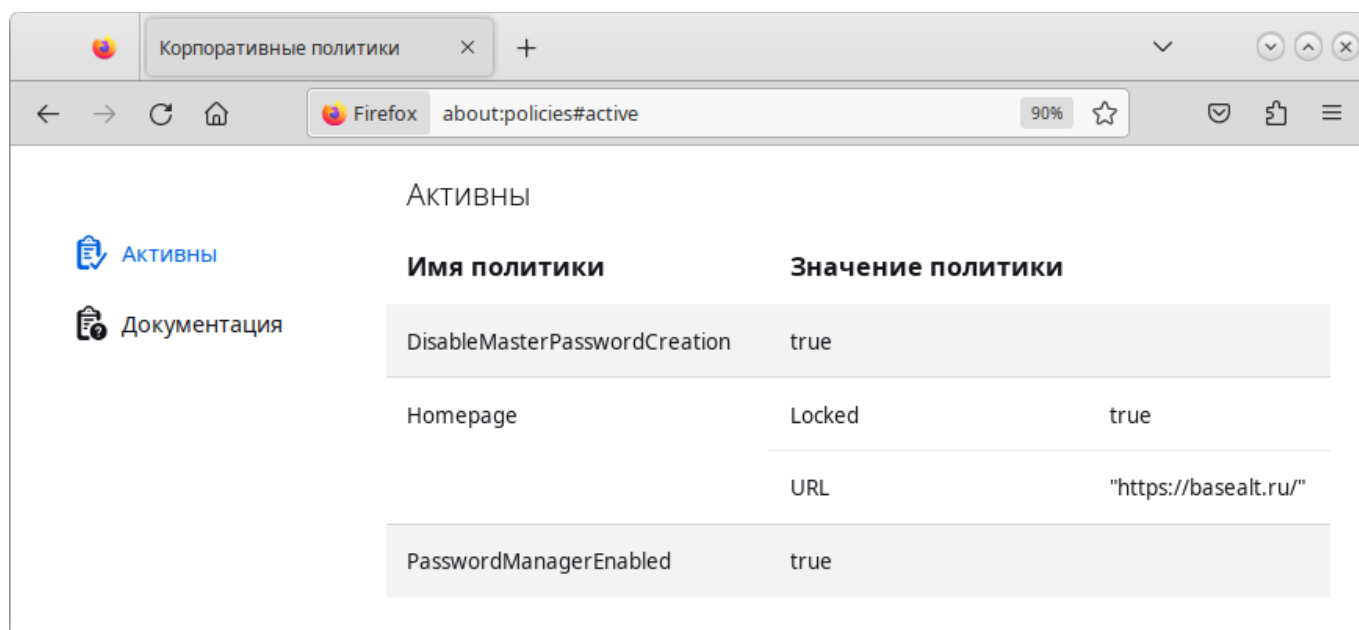 Корпоративные политики
Firefox about:policies#active 90%
Активны
Активны
Документация
Имя политики Значение политики
DisableMasterPasswordCreation true
Homepage Locked true
URL "https://basealt.ru/"
PasswordManagerEnabled true